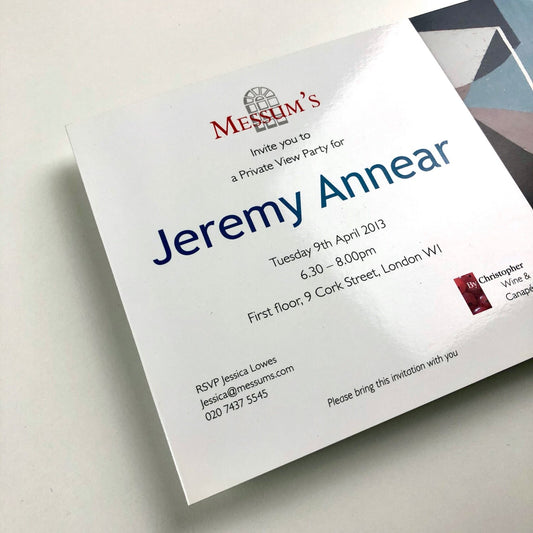 MESSUM'S
Invite you to
a Private View Party for
Jeremy Annear
Tuesday 9th April 2013
6.30 – 8.00pm
First floor, 9 Cork Street, London W1
By Christopher
Wine &
RSVP Jessica Lowes
Jessica@messums.com
020 7437 5545
Please bring this invitation with you